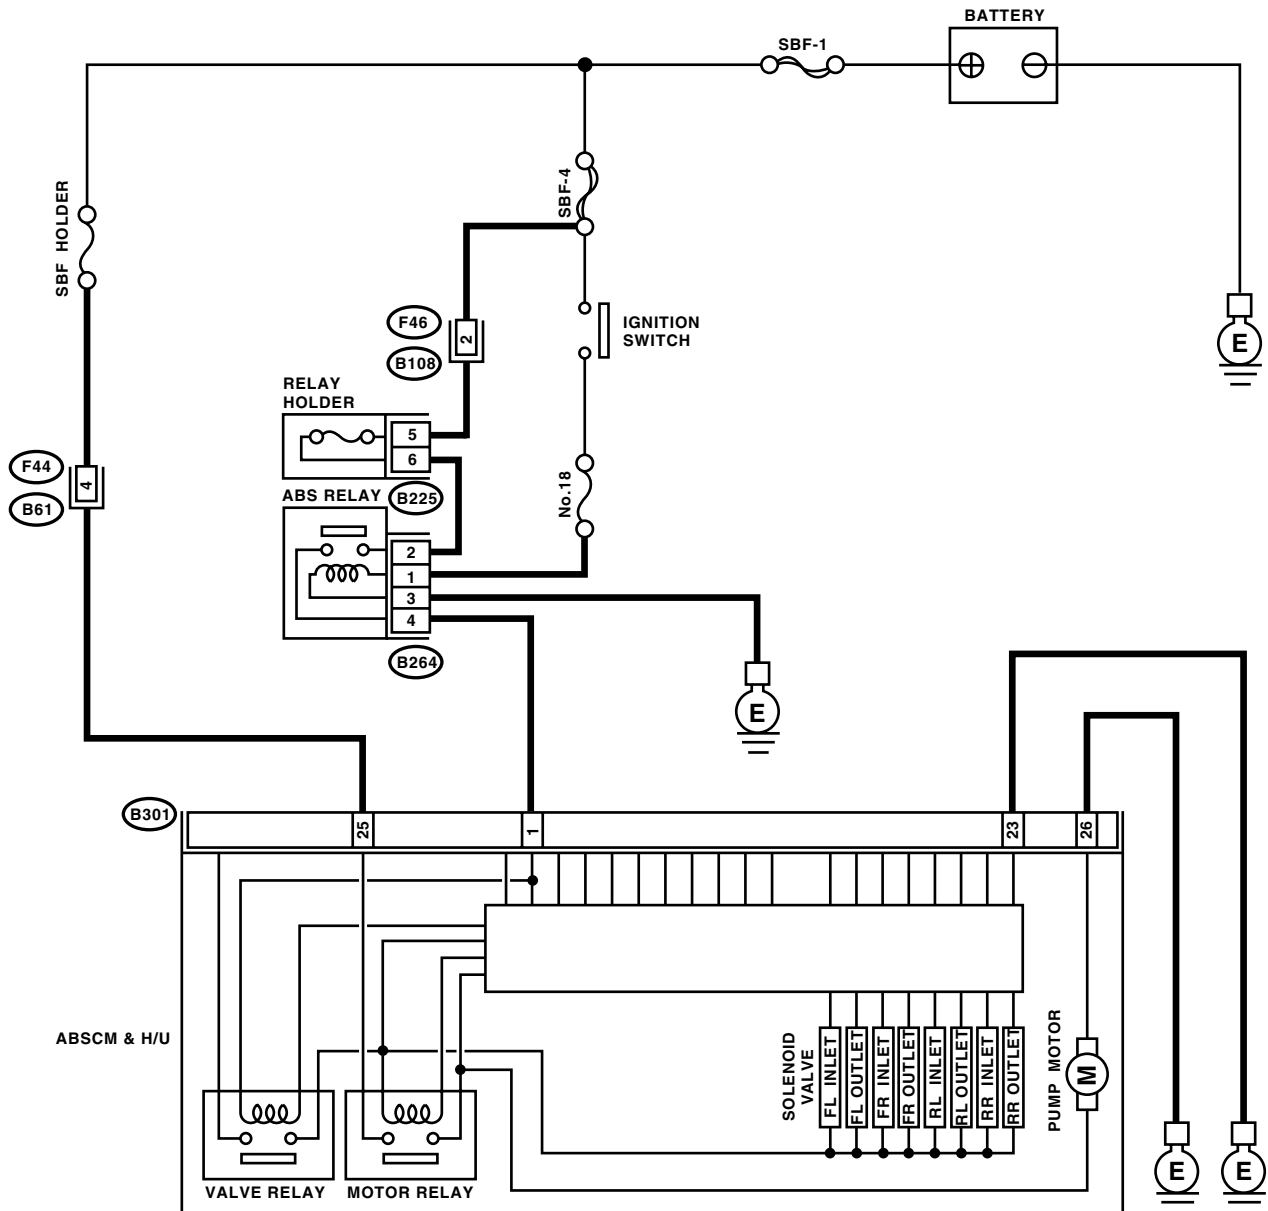 BATTERY
SBF-1
SBF-4
SBF HOLDER
E
F46
B108
2
IGNITION
SWITCH
RELAY
HOLDER
5
6
F44
B61
4
ABS RELAY
B225
No.18
2
1
3
4
B264
E
B301
25
1
23
26
ABSCM & H/U
SOLENOID
VALVE
FL INLET
FL OUTLET
FR INLET
FR OUTLET
RL INLET
RL OUTLET
RR INLET
RR OUTLET
PUMP MOTOR
M
VALVE RELAY
MOTOR RELAY
E
E